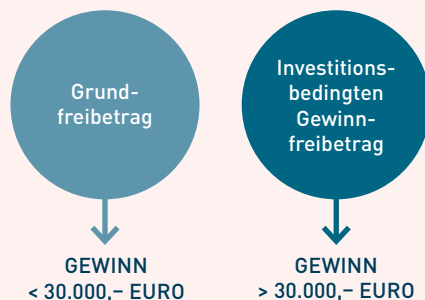 Grund-
freibetrag
Investitions-
bedingten
Gewinn-
freibetrag
GEWINN
< 30.000,– EURO
GEWINN
> 30.000,– EURO